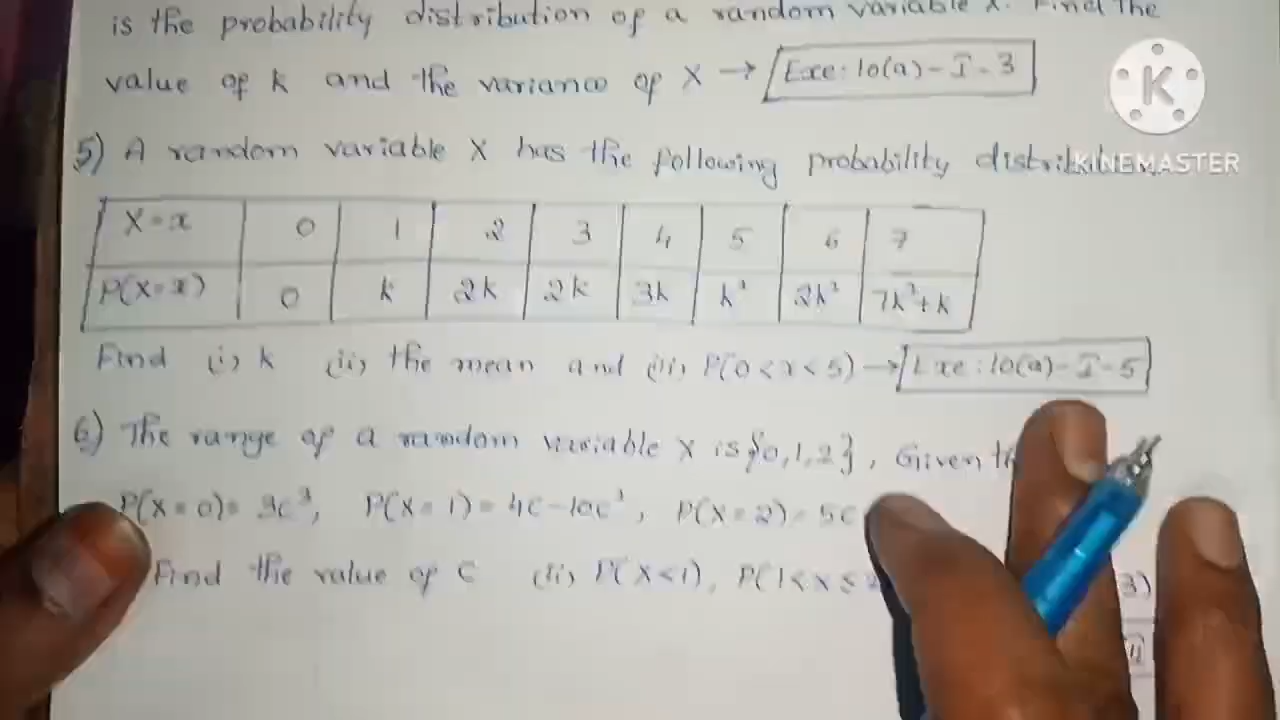 is the probability distribution of a random variable X. Find the
value of k and the variance of X → Exe: 10(a) - I - 3
K
KINEMASTER
5) A random variable X has the following probability
X=x 0 1 2 3 4 5 6 7
P(X=x) 0 k 2k 2k 3k k² 2k² 7k²+k
Find (i) k (ii) the mean and (iii) P(0<x<5) → Exe: 10(a) - I - 5
6) The range of a random variable X is {0,1,2}, Given
P(X=0)= 3c³, P(X=1)=4c-10c², P(X=2)=5c
Find the value of c (ii) P(X<1), P(1<x≤ 3)